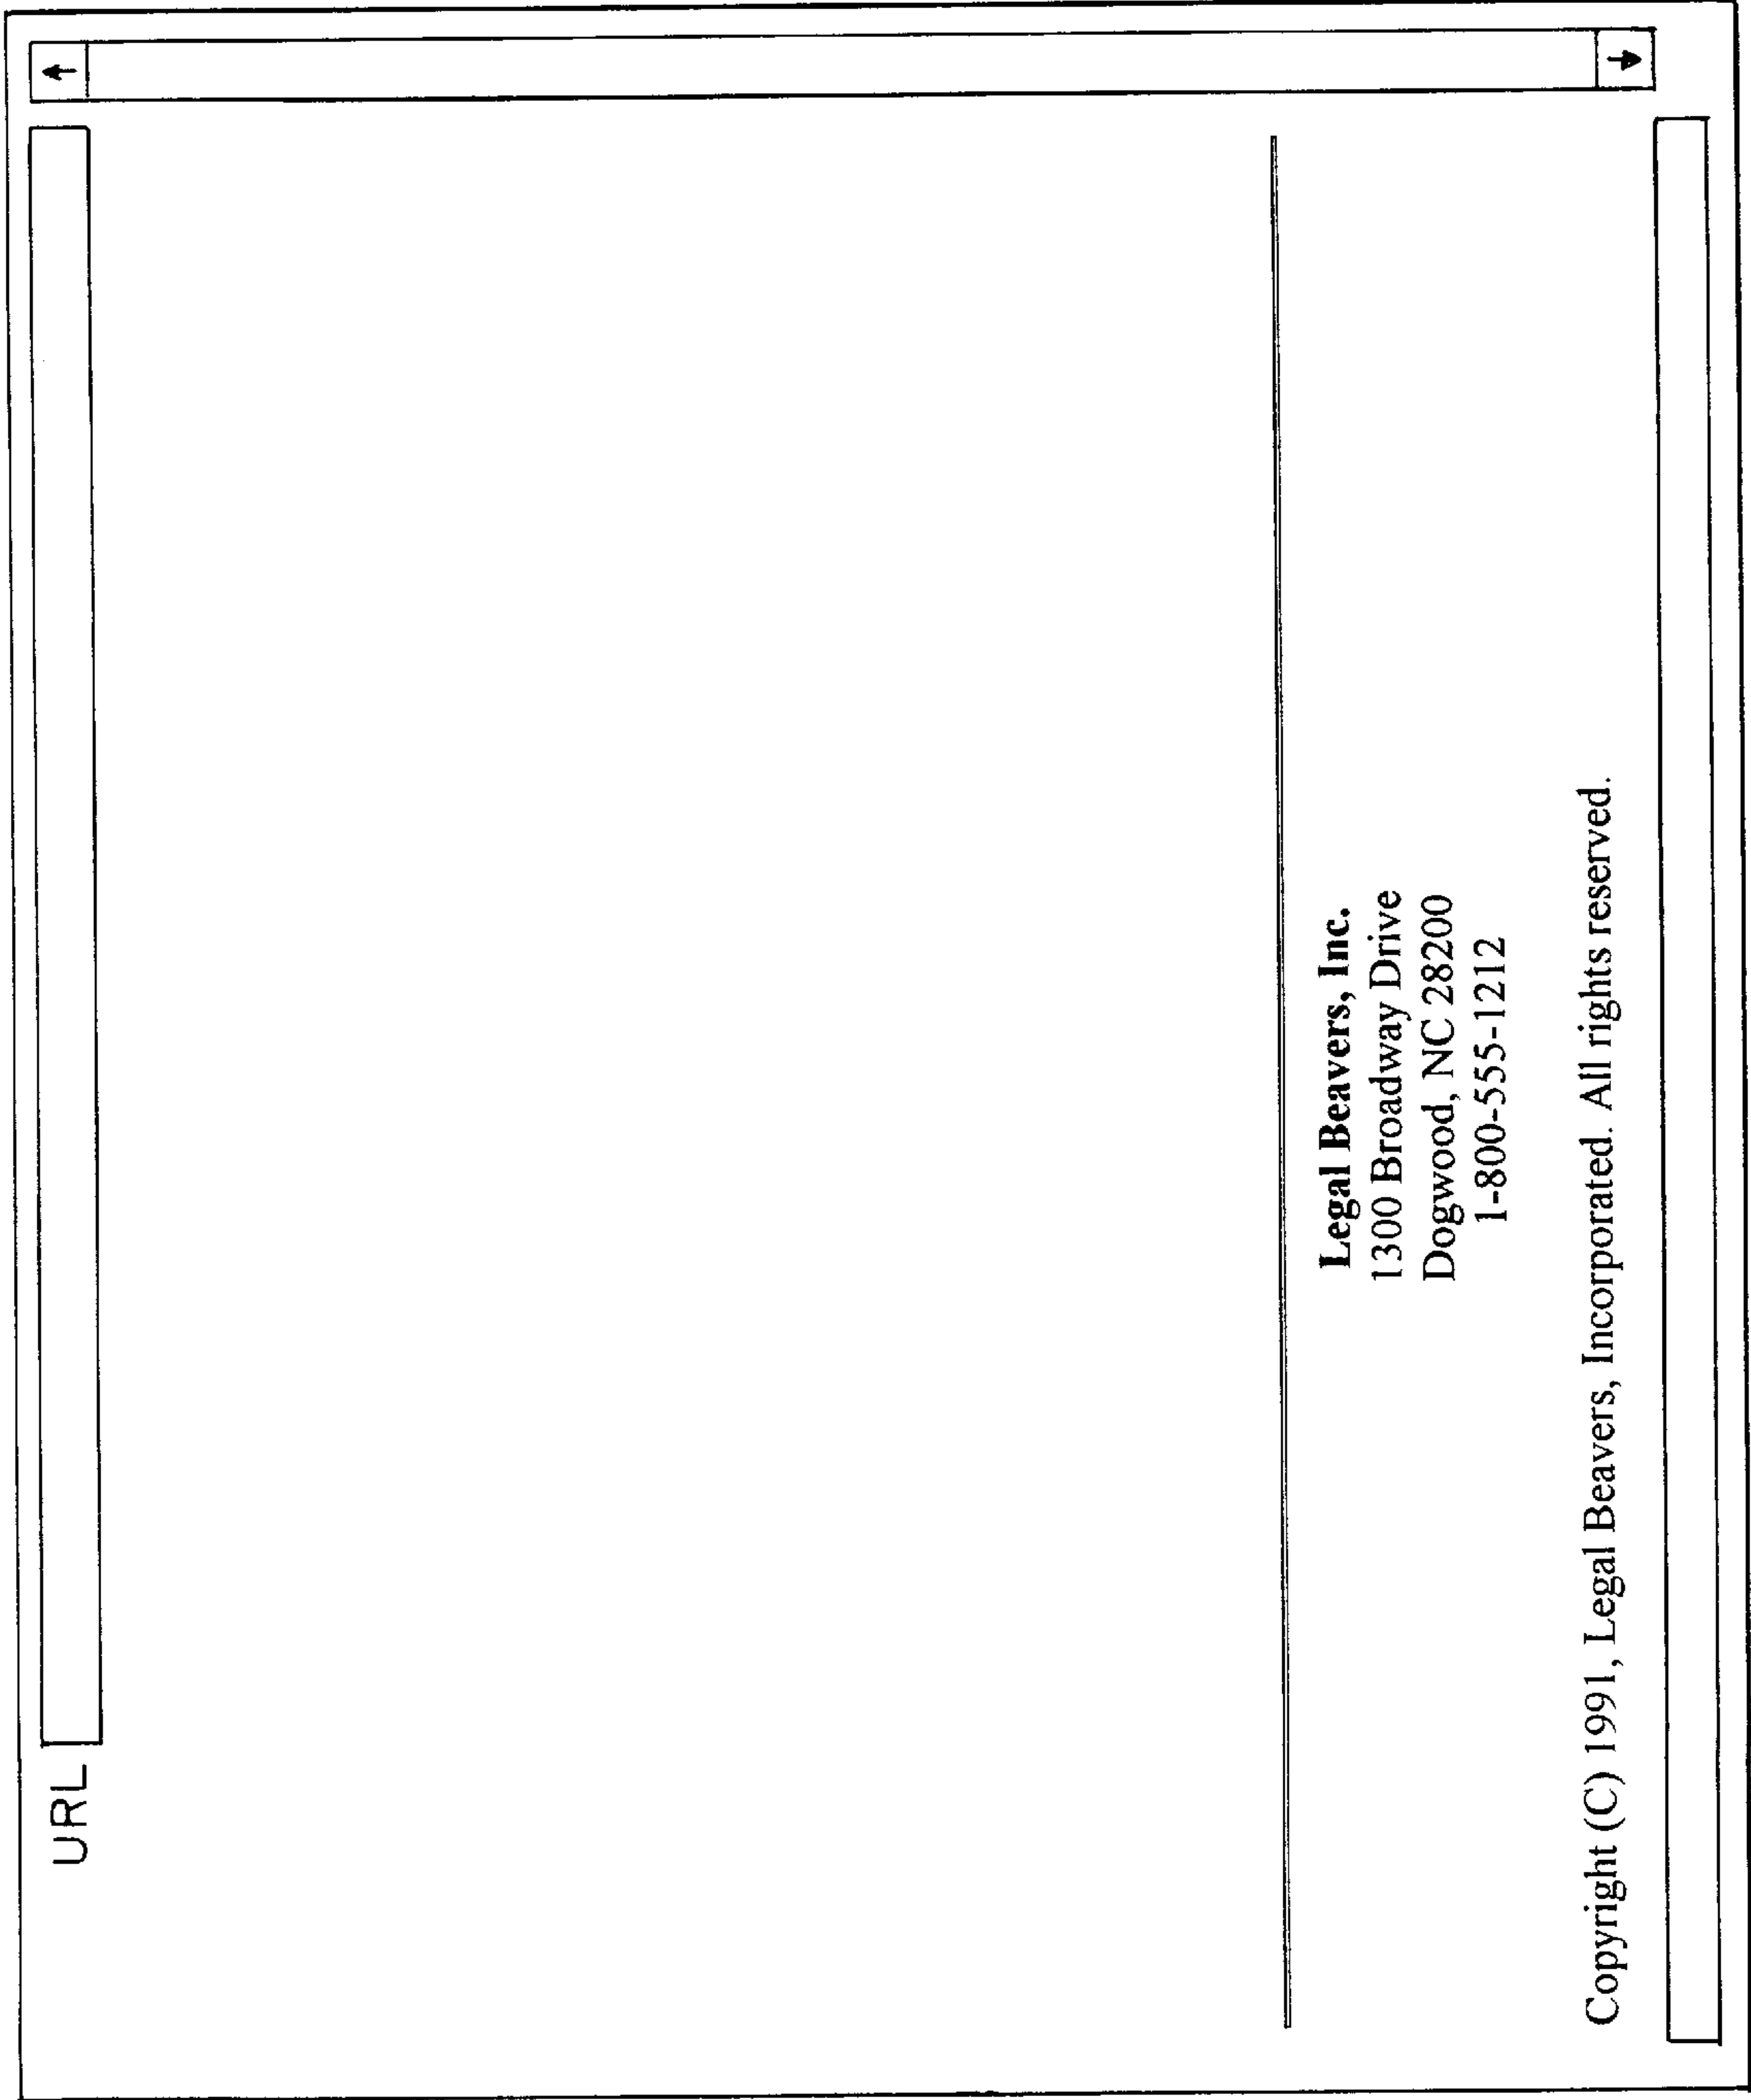 URL
Legal Beavers, Inc.
1300 Broadway Drive
Dogwood, NC 28200
1-800-555-1212
Copyright (C) 1991, Legal Beavers, Incorporated. All rights reserved.